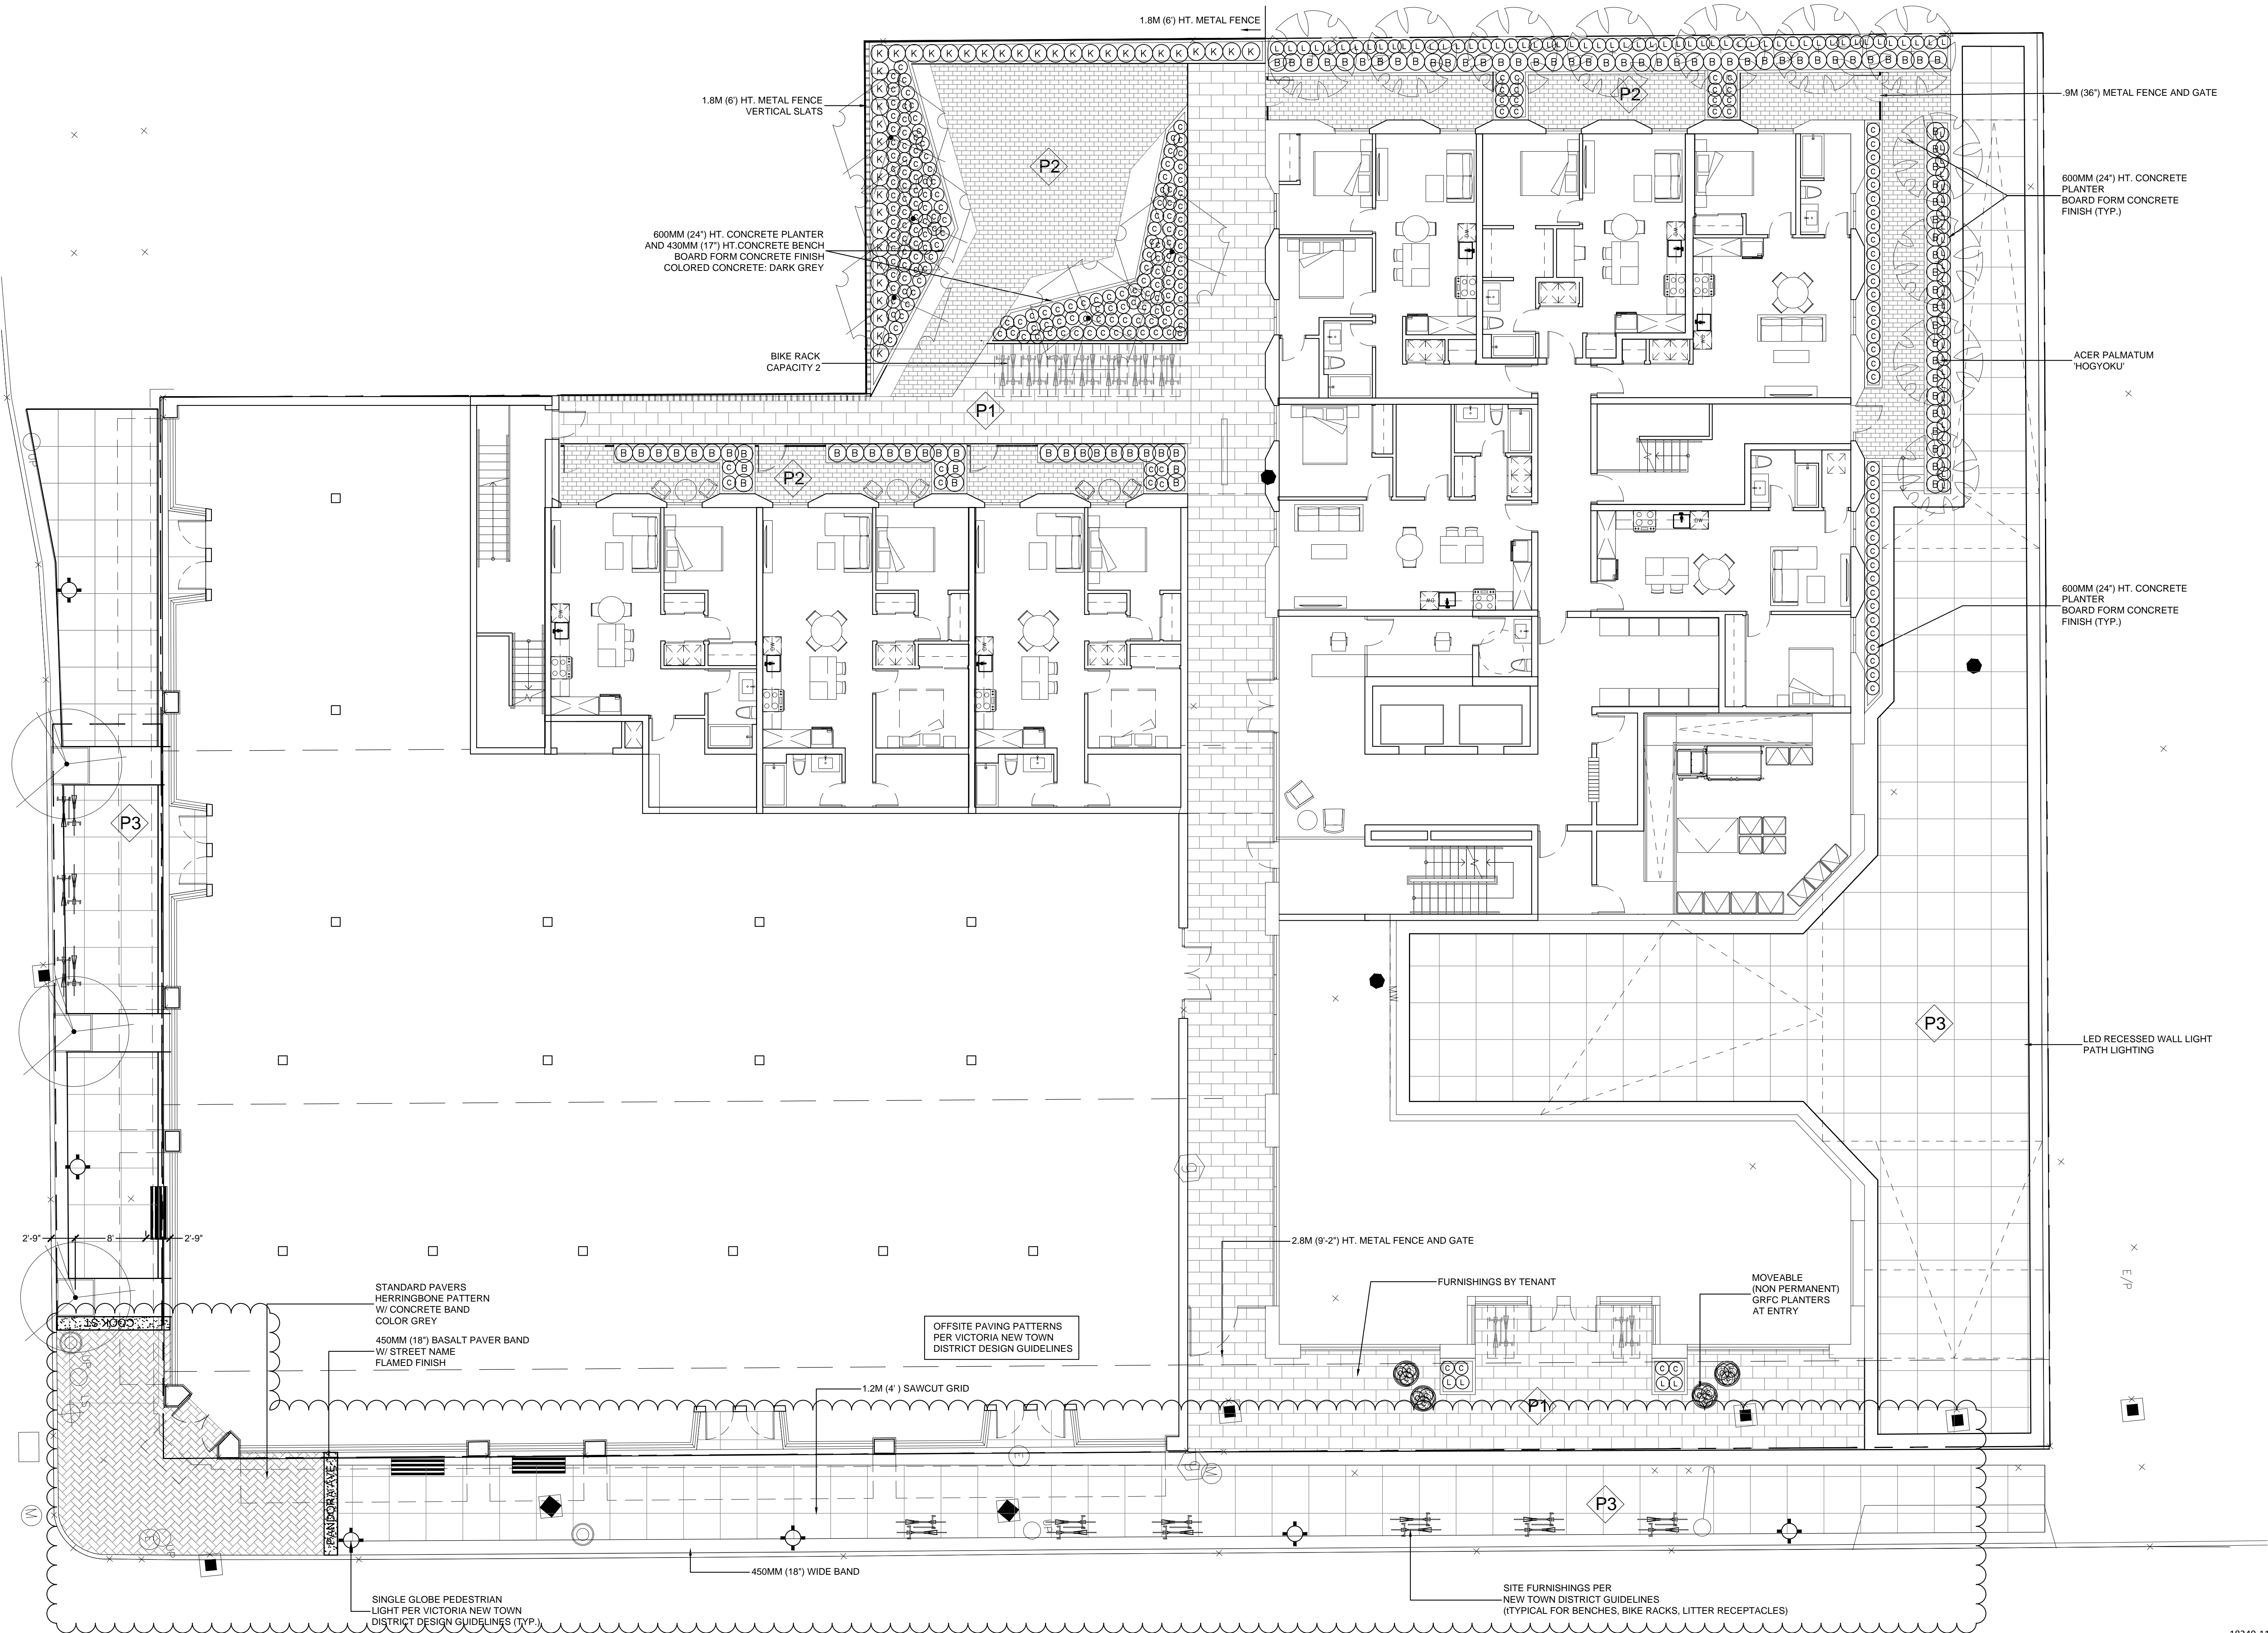 1.8M (6') HT. METAL FENCE
1.8M (6') HT. METAL FENCE
VERTICAL SLATS
P2
P2
.9M (36") METAL FENCE AND GATE
600MM (24") HT. CONCRETE
PLANTER
BOARD FORM CONCRETE
FINISH (TYP.)
600MM (24") HT. CONCRETE PLANTER
AND 430MM (17") HT.CONCRETE BENCH
BOARD FORM CONCRETE FINISH
COLORED CONCRETE: DARK GREY
BIKE RACK
CAPACITY 2
ACER PALMATUM
'HOGYOKU'
P1
P2
600MM (24") HT. CONCRETE
PLANTER
BOARD FORM CONCRETE
FINISH (TYP.)
P3
P3
LED RECESSED WALL LIGHT
PATH LIGHTING
2'-9"
8'
2'-9"
2.8M (9'-2") HT. METAL FENCE AND GATE
FURNISHINGS BY TENANT
MOVEABLE
(NON PERMANENT)
GRFC PLANTERS
AT ENTRY
E/P
STANDARD PAVERS
HERRINGBONE PATTERN
W/ CONCRETE BAND
COLOR GREY
COOK ST
450MM (18") BASALT PAVER BAND
W/ STREET NAME
FLAMED FINISH
OFFSITE PAVING PATTERNS
PER VICTORIA NEW TOWN
DISTRICT DESIGN GUIDELINES
1.2M (4' ) SAWCUT GRID
P1
PANDORA AVE
P3
450MM (18") WIDE BAND
SINGLE GLOBE PEDESTRIAN
LIGHT PER VICTORIA NEW TOWN
DISTRICT DESIGN GUIDELINES (TYP.)
SITE FURNISHINGS PER
NEW TOWN DISTRICT GUIDELINES
(tTYPICAL FOR BENCHES, BIKE RACKS, LITTER RECEPTACLES)